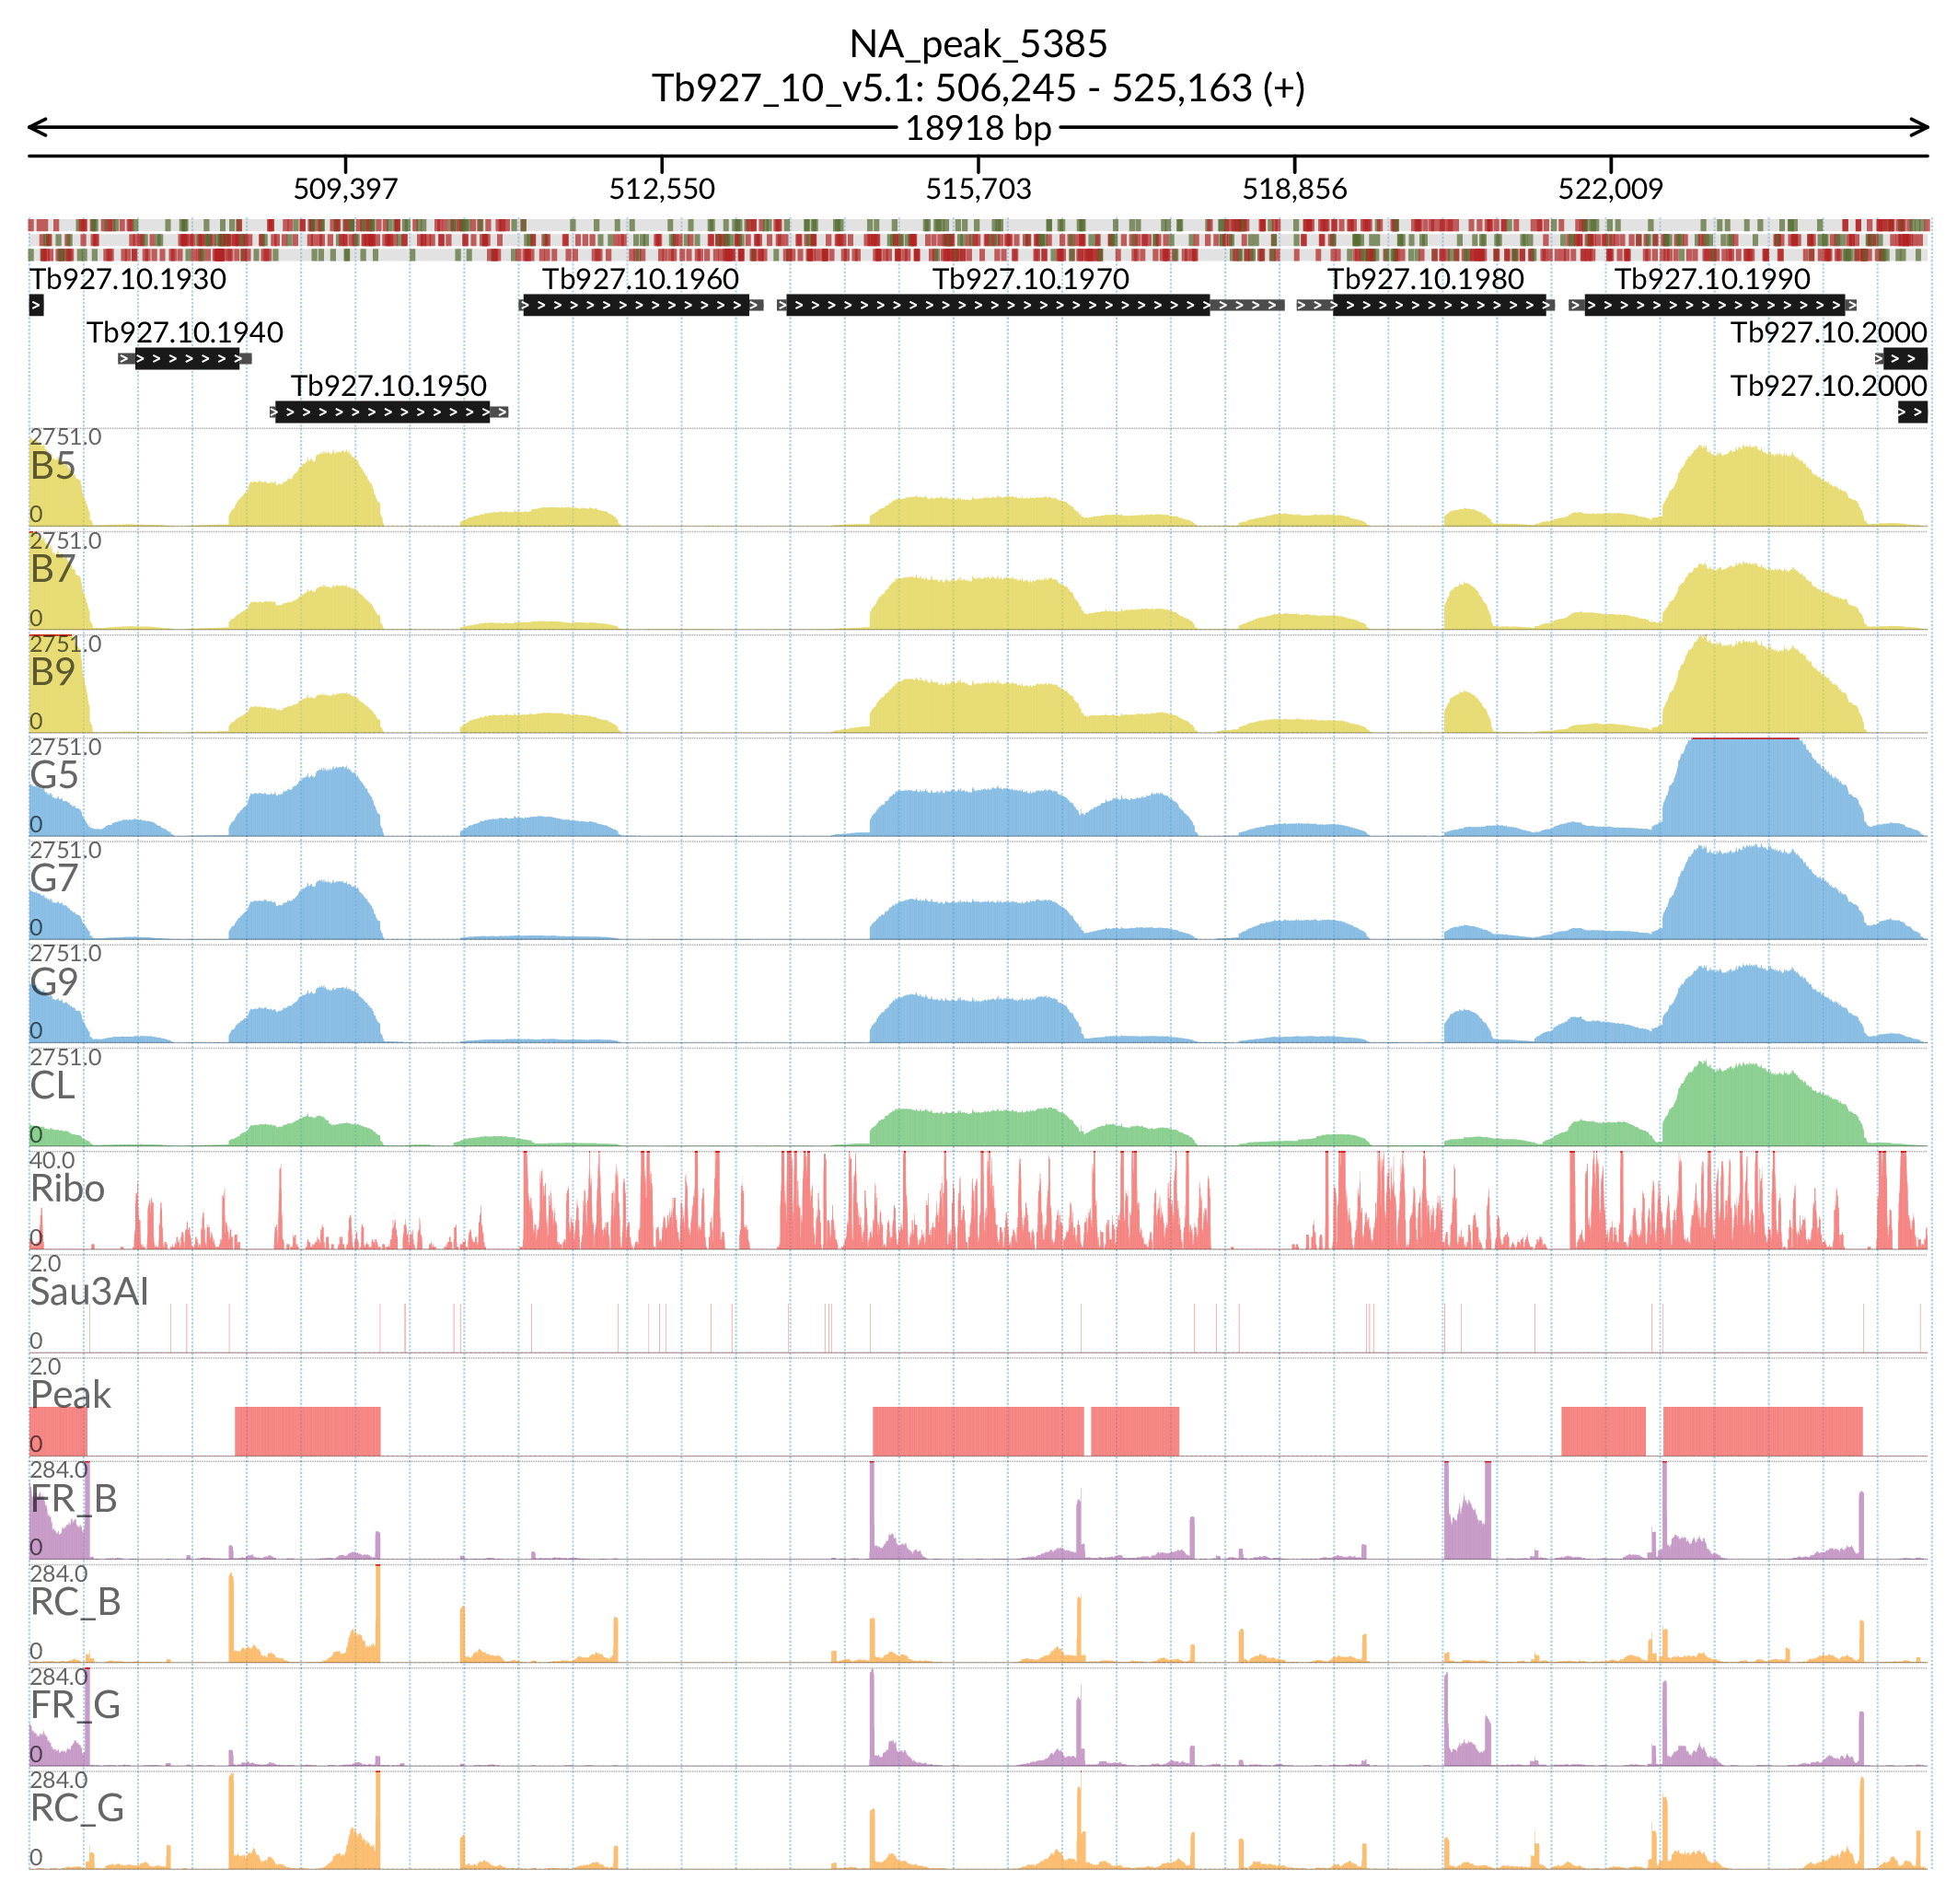 NA_peak_5385
Tb927_10_v5.1: 506,245 - 525,163 (+)
18918 bp
509,397 512,550 515,703 518,856 522,009
Tb927.10.1930 Tb927.10.1960 Tb927.10.1970 Tb927.10.1980 Tb927.10.1990
Tb927.10.1940 Tb927.10.2000
Tb927.10.1950 Tb927.10.2000
2751.0
B5
0
2751.0
B7
0
2751.0
B9
0
2751.0
G5
0
2751.0
G7
0
2751.0
G9
0
2751.0
CL
0
40.0
Ribo
0
2.0
Sau3AI
0
2.0
Peak
0
284.0
FR_B
0
284.0
RC_B
0
284.0
FR_G
0
284.0
RC_G
0